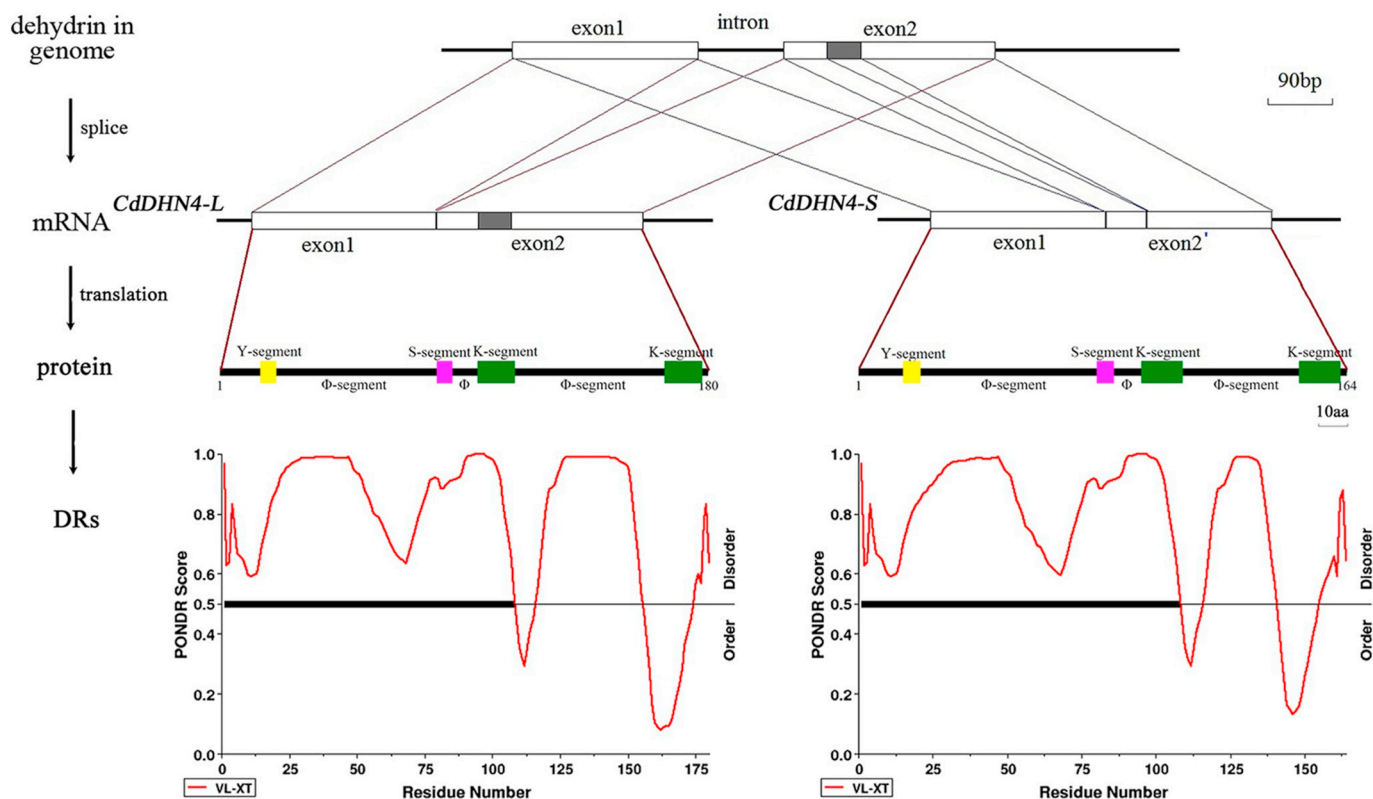 dehydrin in
genome
exon1
intron
exon2
90bp
splice
mRNA
CdDHN4-L
exon1
exon2
CdDHN4-S
exon1
exon2'
translation
protein
Y-segment
S-segment
K-segment
K-segment
1
Φ-segment
Φ
Φ-segment
180
Y-segment
S-segment
K-segment
K-segment
1
Φ-segment
Φ
Φ-segment
164
10aa
DRs
PONDR Score
1.0
0.8
0.6
0.5
0.4
0.2
0.0
Disorder
Order
0
25
50
75
100
125
150
175
VL-XT
Residue Number
PONDR Score
1.0
0.8
0.6
0.5
0.4
0.2
0.0
Disorder
Order
0
25
50
75
100
125
150
VL-XT
Residue Number